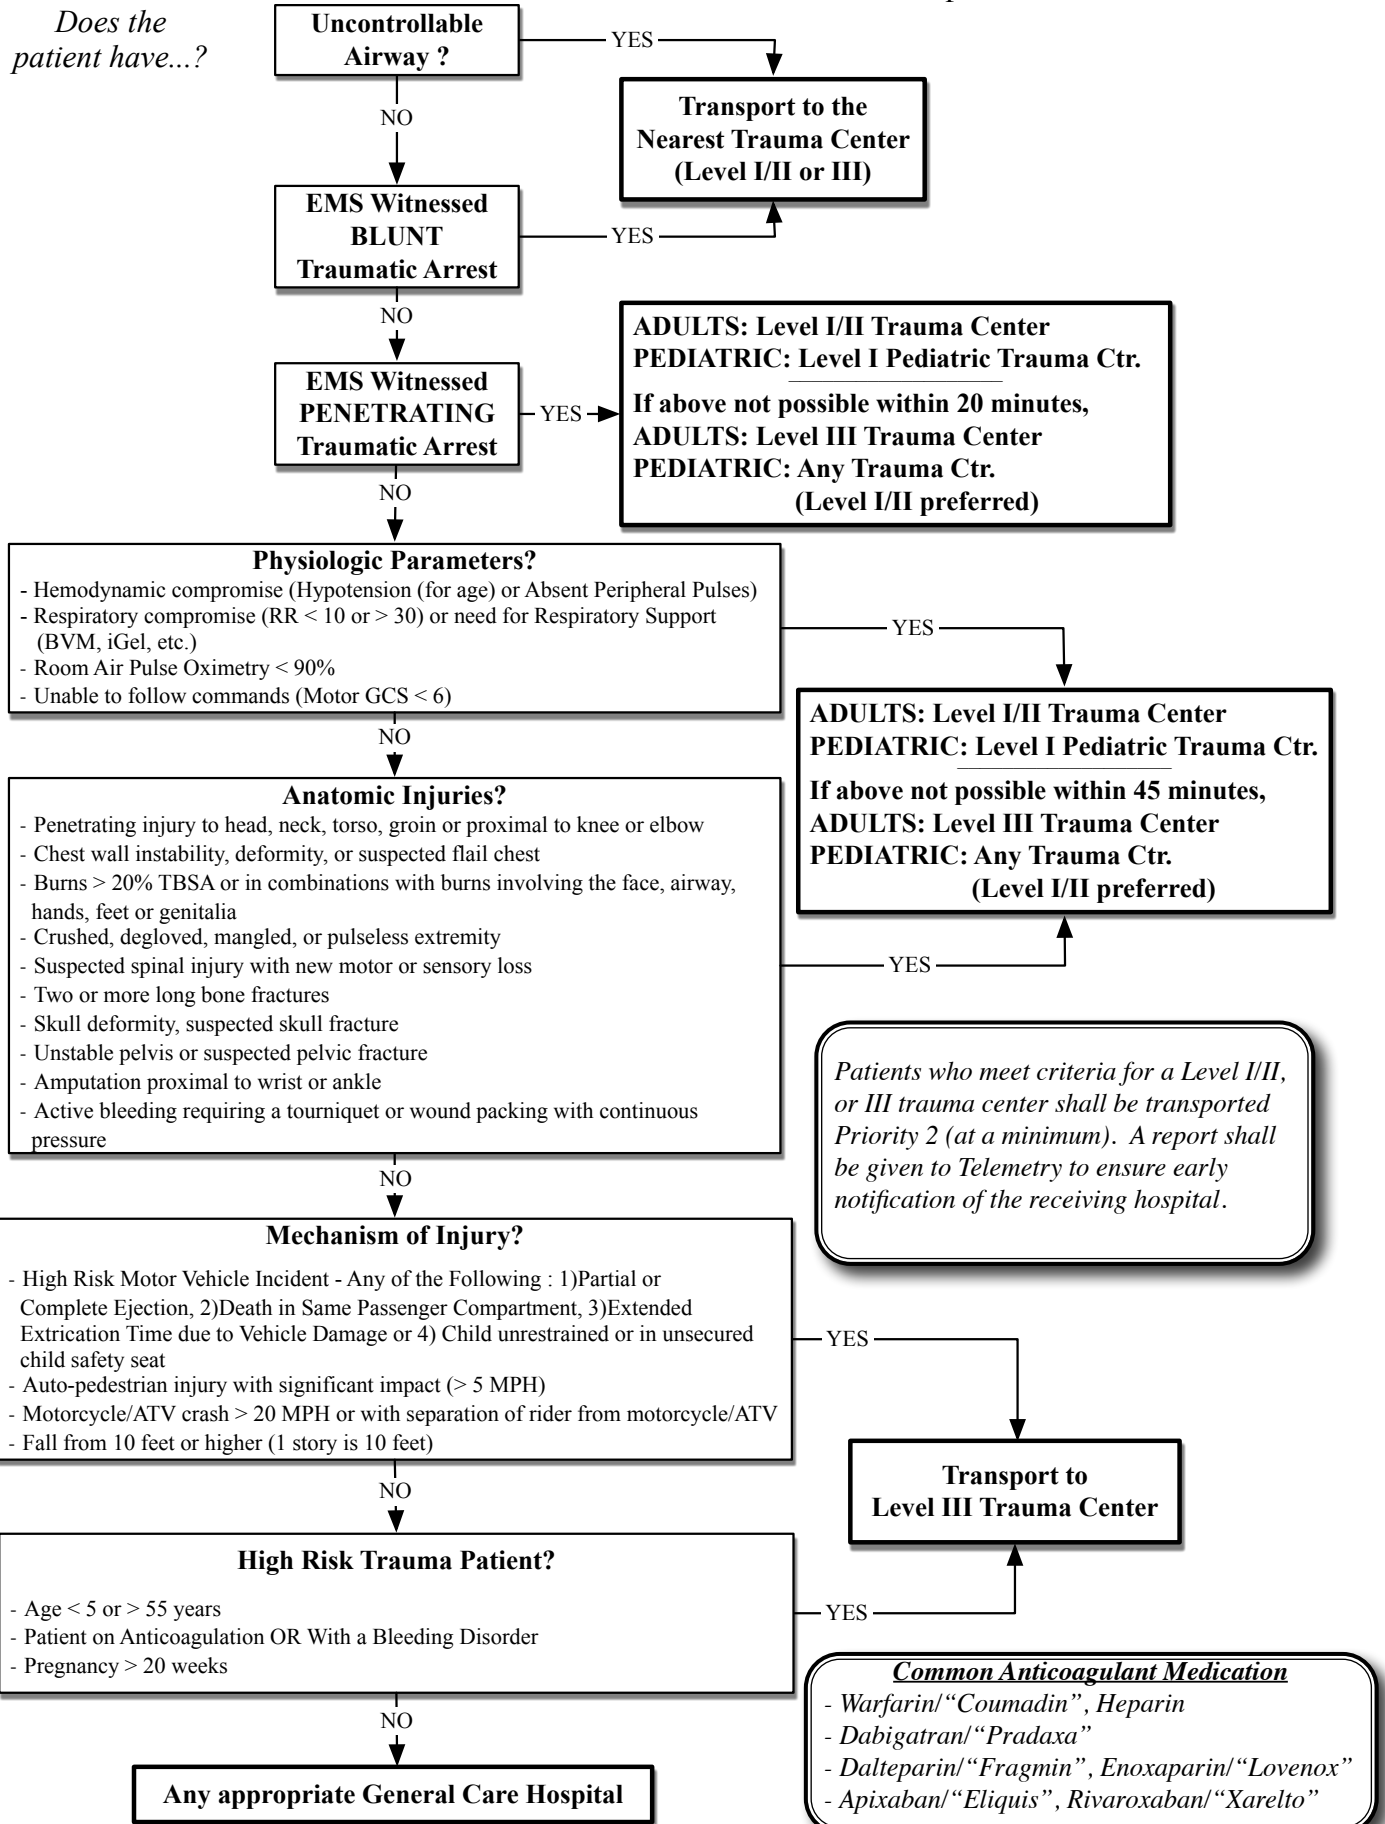 Does the
patient have...?
Uncontrollable
Airway ?
YES
NO
Transport to the
Nearest Trauma Center
(Level I/II or III)
EMS Witnessed
BLUNT
Traumatic Arrest
YES
NO
EMS Witnessed
PENETRATING
Traumatic Arrest
YES
NO
ADULTS: Level I/II Trauma Center
PEDIATRIC: Level I Pediatric Trauma Ctr.
If above not possible within 20 minutes,
ADULTS: Level III Trauma Center
PEDIATRIC: Any Trauma Ctr.
(Level I/II preferred)
Physiologic Parameters?
- Hemodynamic compromise (Hypotension (for age) or Absent Peripheral Pulses)
- Respiratory compromise (RR < 10 or > 30) or need for Respiratory Support
(BVM, iGel, etc.)
- Room Air Pulse Oximetry < 90%
- Unable to follow commands (Motor GCS < 6)
YES
NO
ADULTS: Level I/II Trauma Center
PEDIATRIC: Level I Pediatric Trauma Ctr.
If above not possible within 45 minutes,
ADULTS: Level III Trauma Center
PEDIATRIC: Any Trauma Ctr.
(Level I/II preferred)
Anatomic Injuries?
- Penetrating injury to head, neck, torso, groin or proximal to knee or elbow
- Chest wall instability, deformity, or suspected flail chest
- Burns > 20% TBSA or in combinations with burns involving the face, airway,
hands, feet or genitalia
- Crushed, degloved, mangled, or pulseless extremity
- Suspected spinal injury with new motor or sensory loss
- Two or more long bone fractures
- Skull deformity, suspected skull fracture
- Unstable pelvis or suspected pelvic fracture
- Amputation proximal to wrist or ankle
- Active bleeding requiring a tourniquet or wound packing with continuous
pressure
YES
NO
Patients who meet criteria for a Level I/II,
or III trauma center shall be transported
Priority 2 (at a minimum). A report shall
be given to Telemetry to ensure early
notification of the receiving hospital.
Mechanism of Injury?
- High Risk Motor Vehicle Incident - Any of the Following : 1)Partial or
Complete Ejection, 2)Death in Same Passenger Compartment, 3)Extended
Extrication Time due to Vehicle Damage or 4) Child unrestrained or in unsecured
child safety seat
- Auto-pedestrian injury with significant impact (> 5 MPH)
- Motorcycle/ATV crash > 20 MPH or with separation of rider from motorcycle/ATV
- Fall from 10 feet or higher (1 story is 10 feet)
YES
NO
Transport to
Level III Trauma Center
High Risk Trauma Patient?
- Age < 5 or > 55 years
- Patient on Anticoagulation OR With a Bleeding Disorder
- Pregnancy > 20 weeks
YES
NO
Any appropriate General Care Hospital
Common Anticoagulant Medication
- Warfarin/“Coumadin”, Heparin
- Dabigatran/“Pradaxa”
- Dalteparin/“Fragmin”, Enoxaparin/“Lovenox”
- Apixaban/“Eliquis”, Rivaroxaban/“Xarelto”